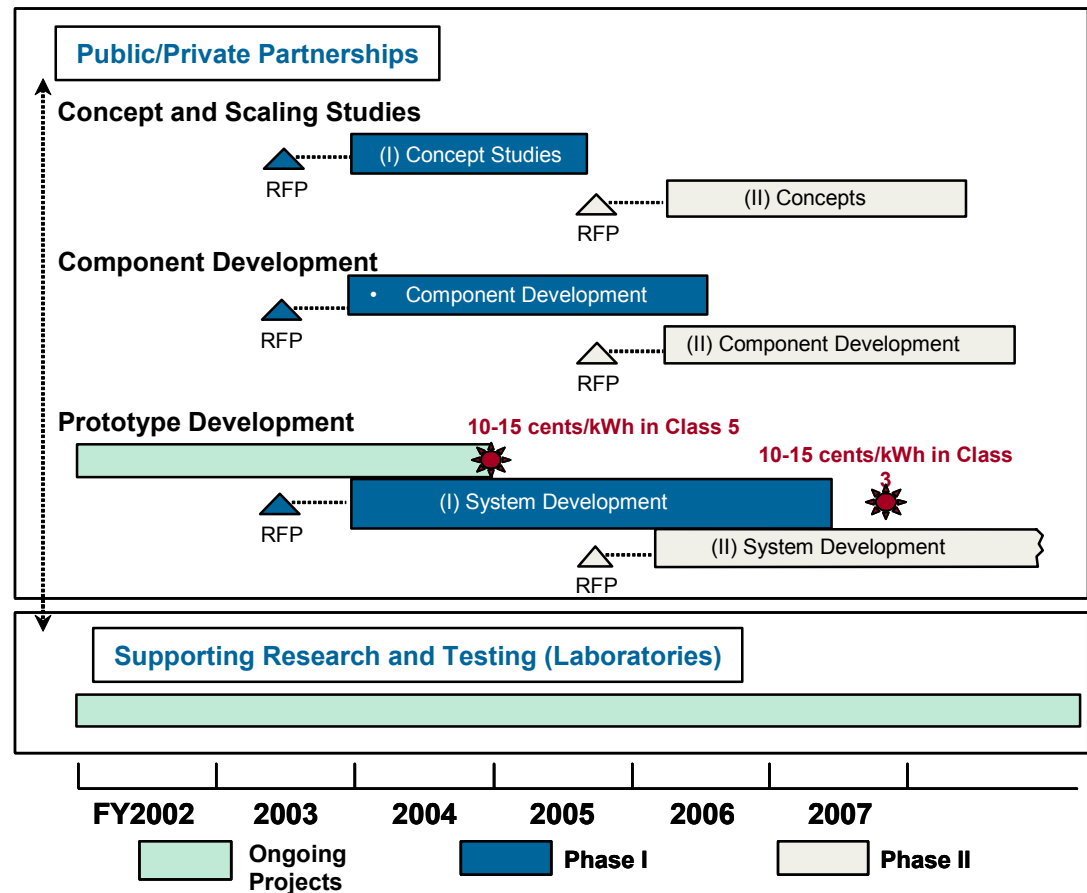 Public/Private Partnerships
Concept and Scaling Studies
(I) Concept Studies
RFP
(II) Concepts
RFP
Component Development
• Component Development
RFP
(II) Component Development
RFP
Prototype Development
10-15 cents/kWh in Class 5
10-15 cents/kWh in Class
3
(I) System Development
RFP
(II) System Development
RFP
Supporting Research and Testing (Laboratories)
FY2002 2003 2004 2005 2006 2007
Ongoing
Projects
Phase I
Phase II